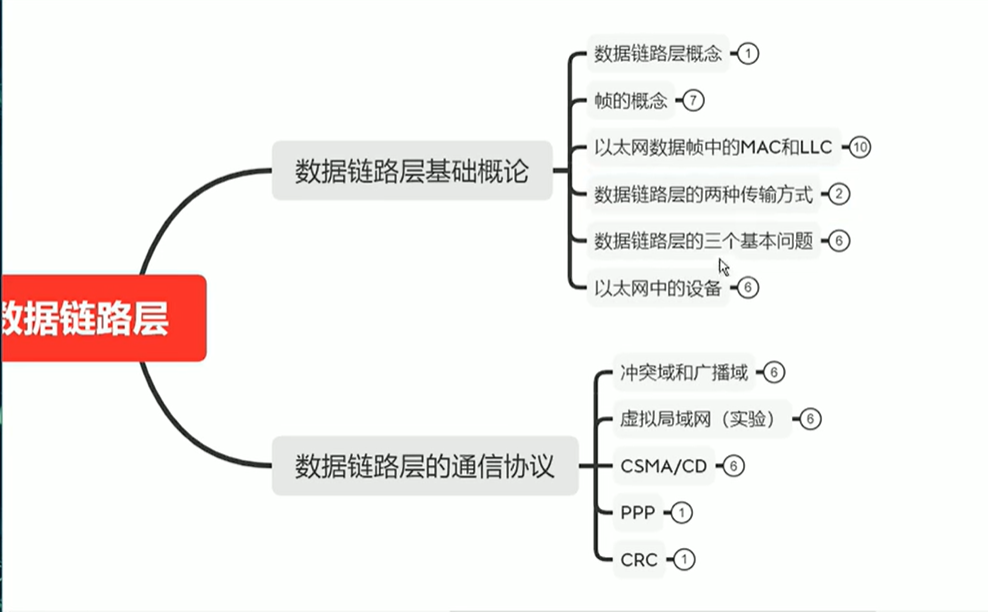 数据链路层
数据链路层基础概论
数据链路层概念 1
帧的概念 7
以太网数据帧中的MAC和LLC 10
数据链路层的两种传输方式 2
数据链路层的三个基本问题 6
以太网中的设备 6
数据链路层的通信协议
冲突域和广播域 6
虚拟局域网（实验） 6
CSMA/CD 6
PPP 1
CRC 1